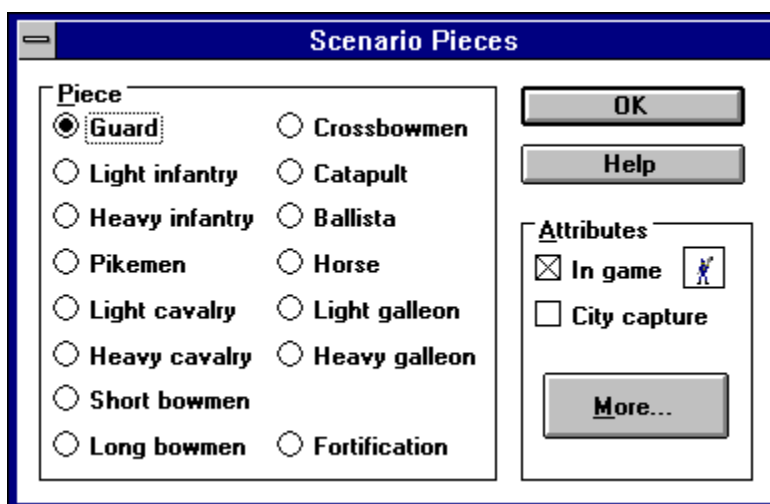 Scenario Pieces
Piece
Guard
Light infantry
Heavy infantry
Pikemen
Light cavalry
Heavy cavalry
Short bowmen
Long bowmen
Crossbowmen
Catapult
Ballista
Horse
Light galleon
Heavy galleon
Fortification
OK
Help
Attributes
In game
City capture
More...